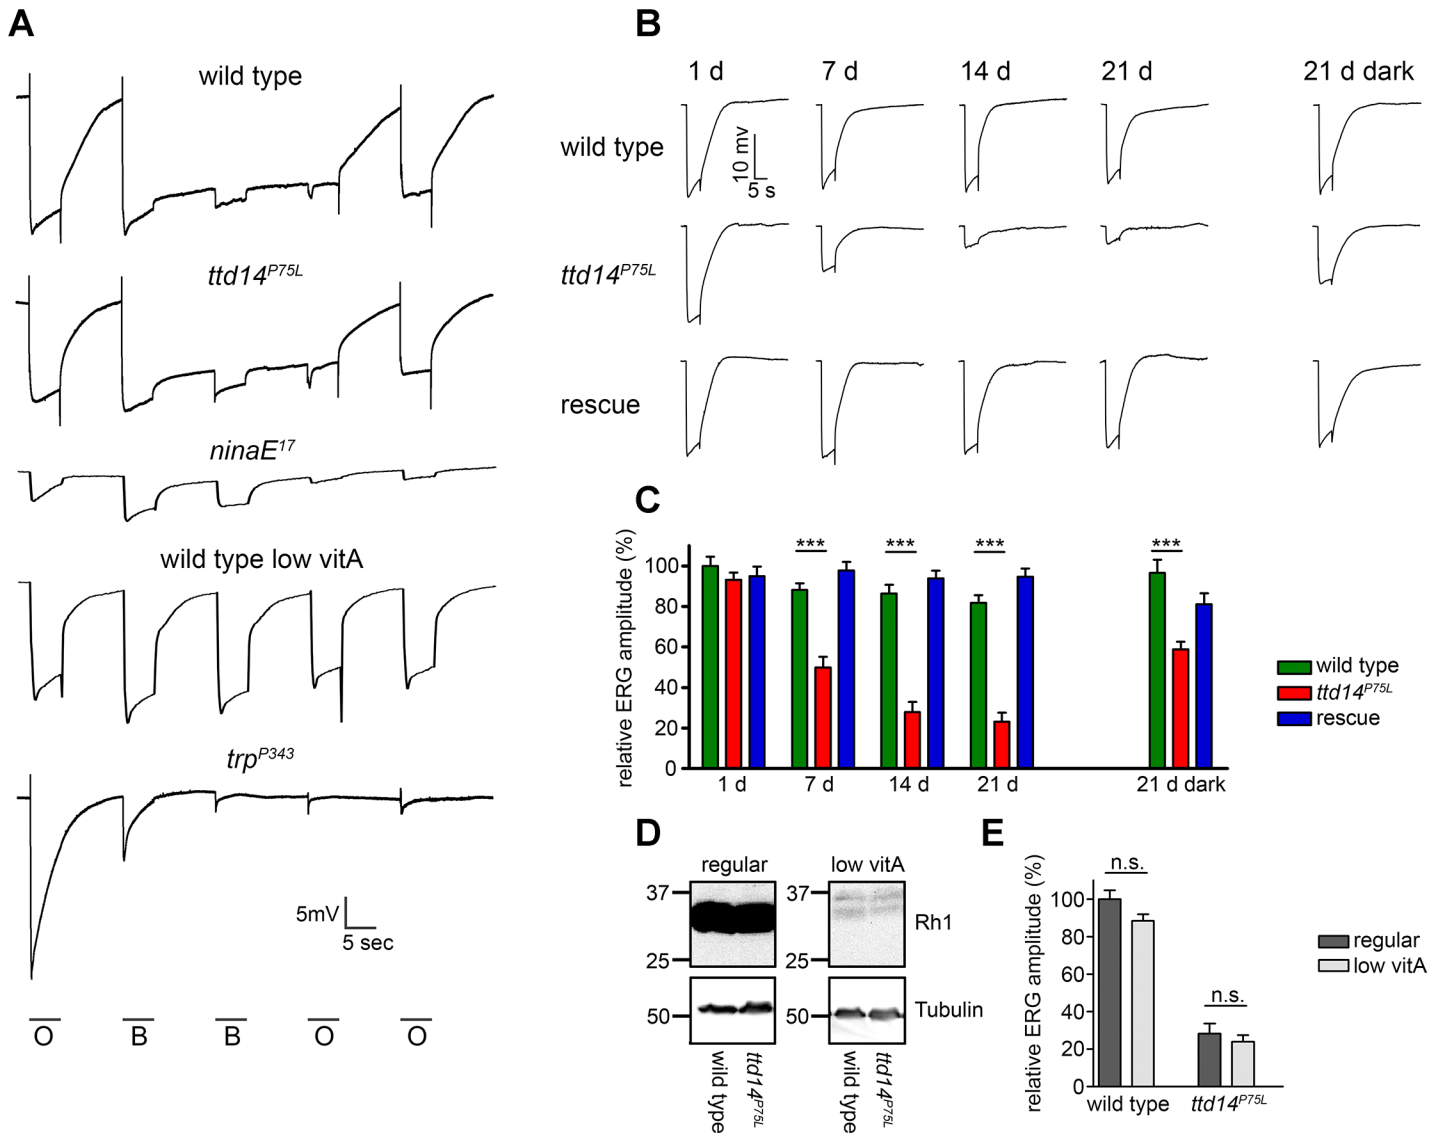 A
wild type
ttd14P75L
ninaE17
wild type low vitA
trpP343
5mV
5 sec
O B B O O
B
1 d 7 d 14 d 21 d 21 d dark
wild type
10 mv
5 s
ttd14P75L
rescue
C
relative ERG amplitude (%)
100
80
60
40
20
0
*** *** *** ***
1 d 7 d 14 d 21 d 21 d dark
wild type
ttd14P75L
rescue
D
regular low vitA
37 37
Rh1
25 25
50 50
Tubulin
wild type
ttd14P75L
wild type
ttd14P75L
E
relative ERG amplitude (%)
100
80
60
40
20
0
n.s.
n.s.
wild type ttd14P75L
regular
low vitA